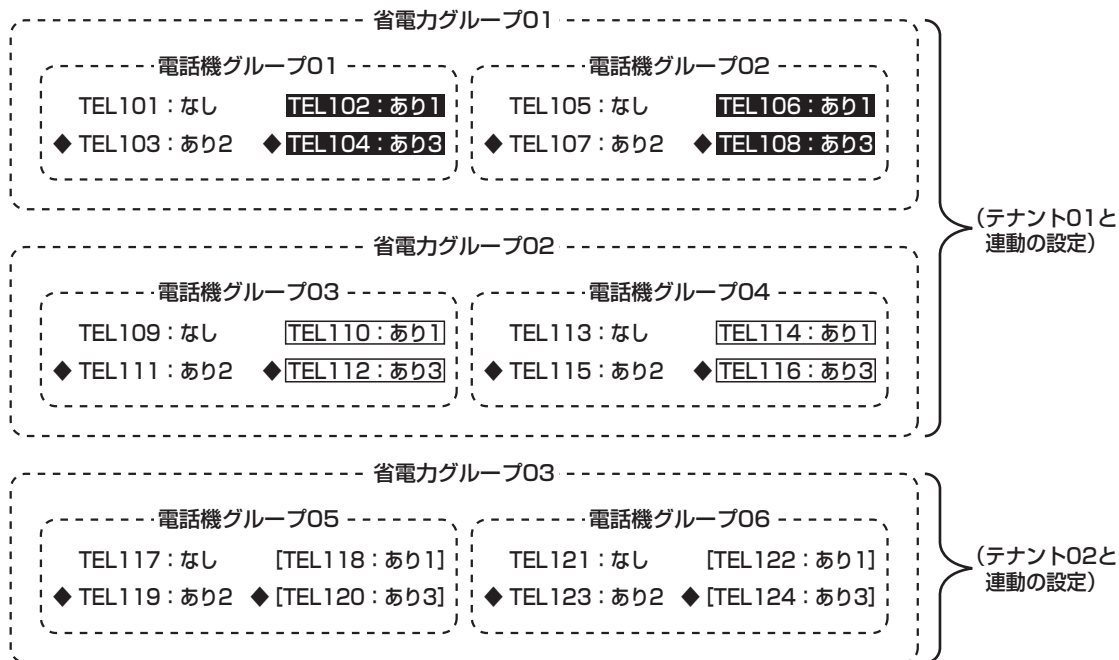 省電力グループ01
電話機グループ01 電話機グループ02
TEL101：なし TEL102：あり1 TEL105：なし TEL106：あり1
◆ TEL103：あり2 ◆ TEL104：あり3 ◆ TEL107：あり2 ◆ TEL108：あり3
（テナント01と
連動の設定）
省電力グループ02
電話機グループ03 電話機グループ04
TEL109：なし TEL110：あり1 TEL113：なし TEL114：あり1
◆ TEL111：あり2 ◆ TEL112：あり3 ◆ TEL115：あり2 ◆ TEL116：あり3
省電力グループ03
電話機グループ05 電話機グループ06
TEL117：なし [TEL118：あり1] TEL121：なし [TEL122：あり1]
◆ TEL119：あり2 ◆ [TEL120：あり3] ◆ TEL123：あり2 ◆ [TEL124：あり3]
（テナント02と
連動の設定）